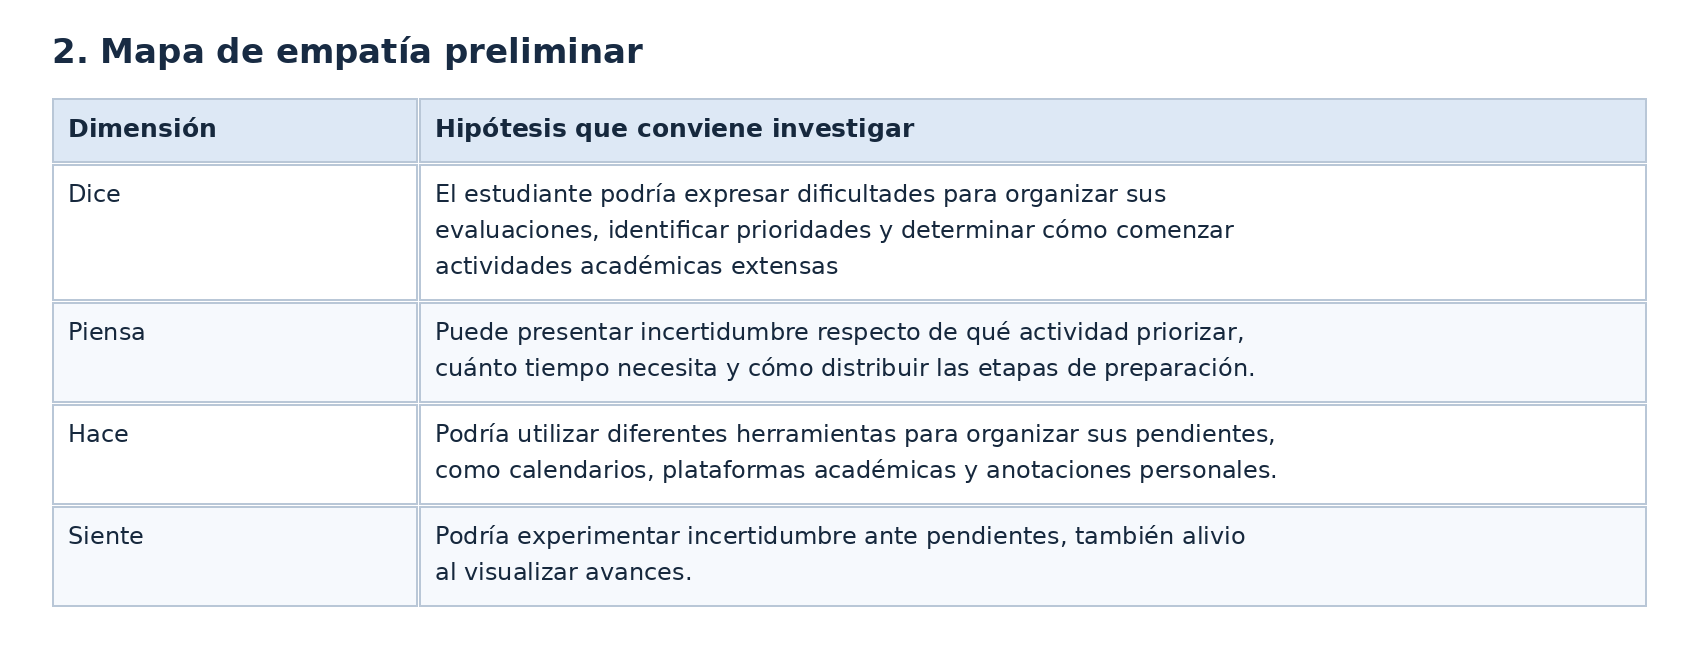 2. Mapa de empatía preliminar
Dimensión
Hipótesis que conviene investigar
Dice
El estudiante podría expresar dificultades para organizar sus
evaluaciones, identificar prioridades y determinar cómo comenzar
actividades académicas extensas
Piensa
Puede presentar incertidumbre respecto de qué actividad priorizar,
cuánto tiempo necesita y cómo distribuir las etapas de preparación.
Hace
Podría utilizar diferentes herramientas para organizar sus pendientes,
como calendarios, plataformas académicas y anotaciones personales.
Siente
Podría experimentar incertidumbre ante pendientes, también alivio
al visualizar avances.